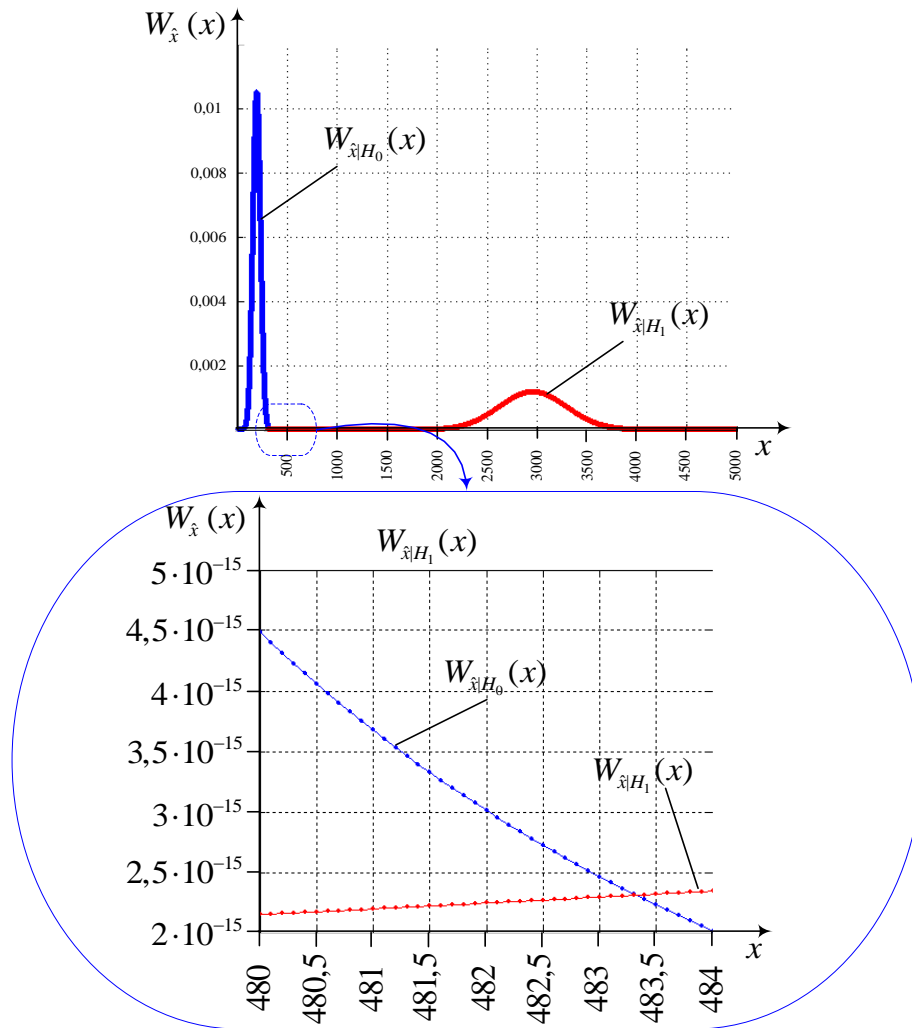 W_x̂(x)
0,01
W_x̂|H₀(x)
0,008
0,006
0,004
W_x̂|H₁(x)
0,002
500 1000 1500 2000 2500 3000 3500 4000 4500 5000
x
W_x̂(x)
W_x̂|H₁(x)
5·10⁻¹⁵
4,5·10⁻¹⁵
W_x̂|H₀(x)
4·10⁻¹⁵
3,5·10⁻¹⁵
W_x̂|H₁(x)
3·10⁻¹⁵
2,5·10⁻¹⁵
2·10⁻¹⁵
x
480 480,5 481 481,5 482 482,5 483 483,5 484